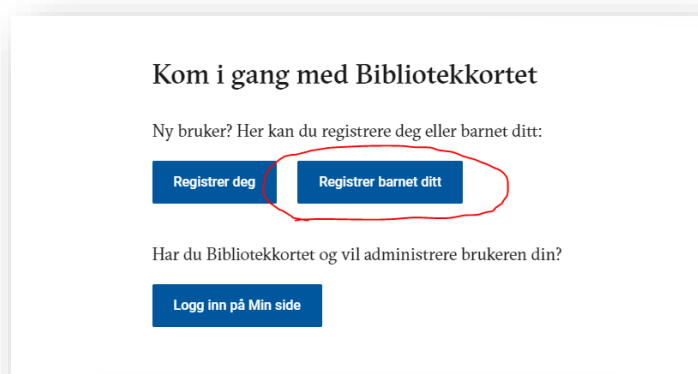 Kom i gang med Bibliotekkortet
Ny bruker? Her kan du registrere deg eller barnet ditt:
Registrer deg Registrer barnet ditt
Har du Bibliotekkortet og vil administrere brukeren din?
Logg inn på Min side